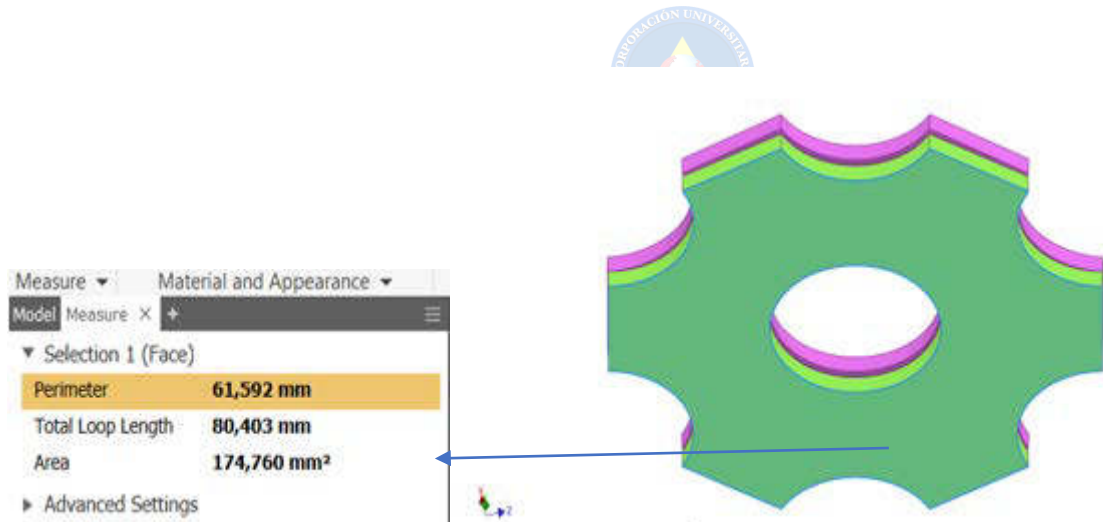 CORPORACIÓN UNIVERSITAR
Measure Material and Appearance
Model Measure × +
Selection 1 (Face)
Perimeter 61,592 mm
Total Loop Length 80,403 mm
Area 174,760 mm²
Advanced Settings